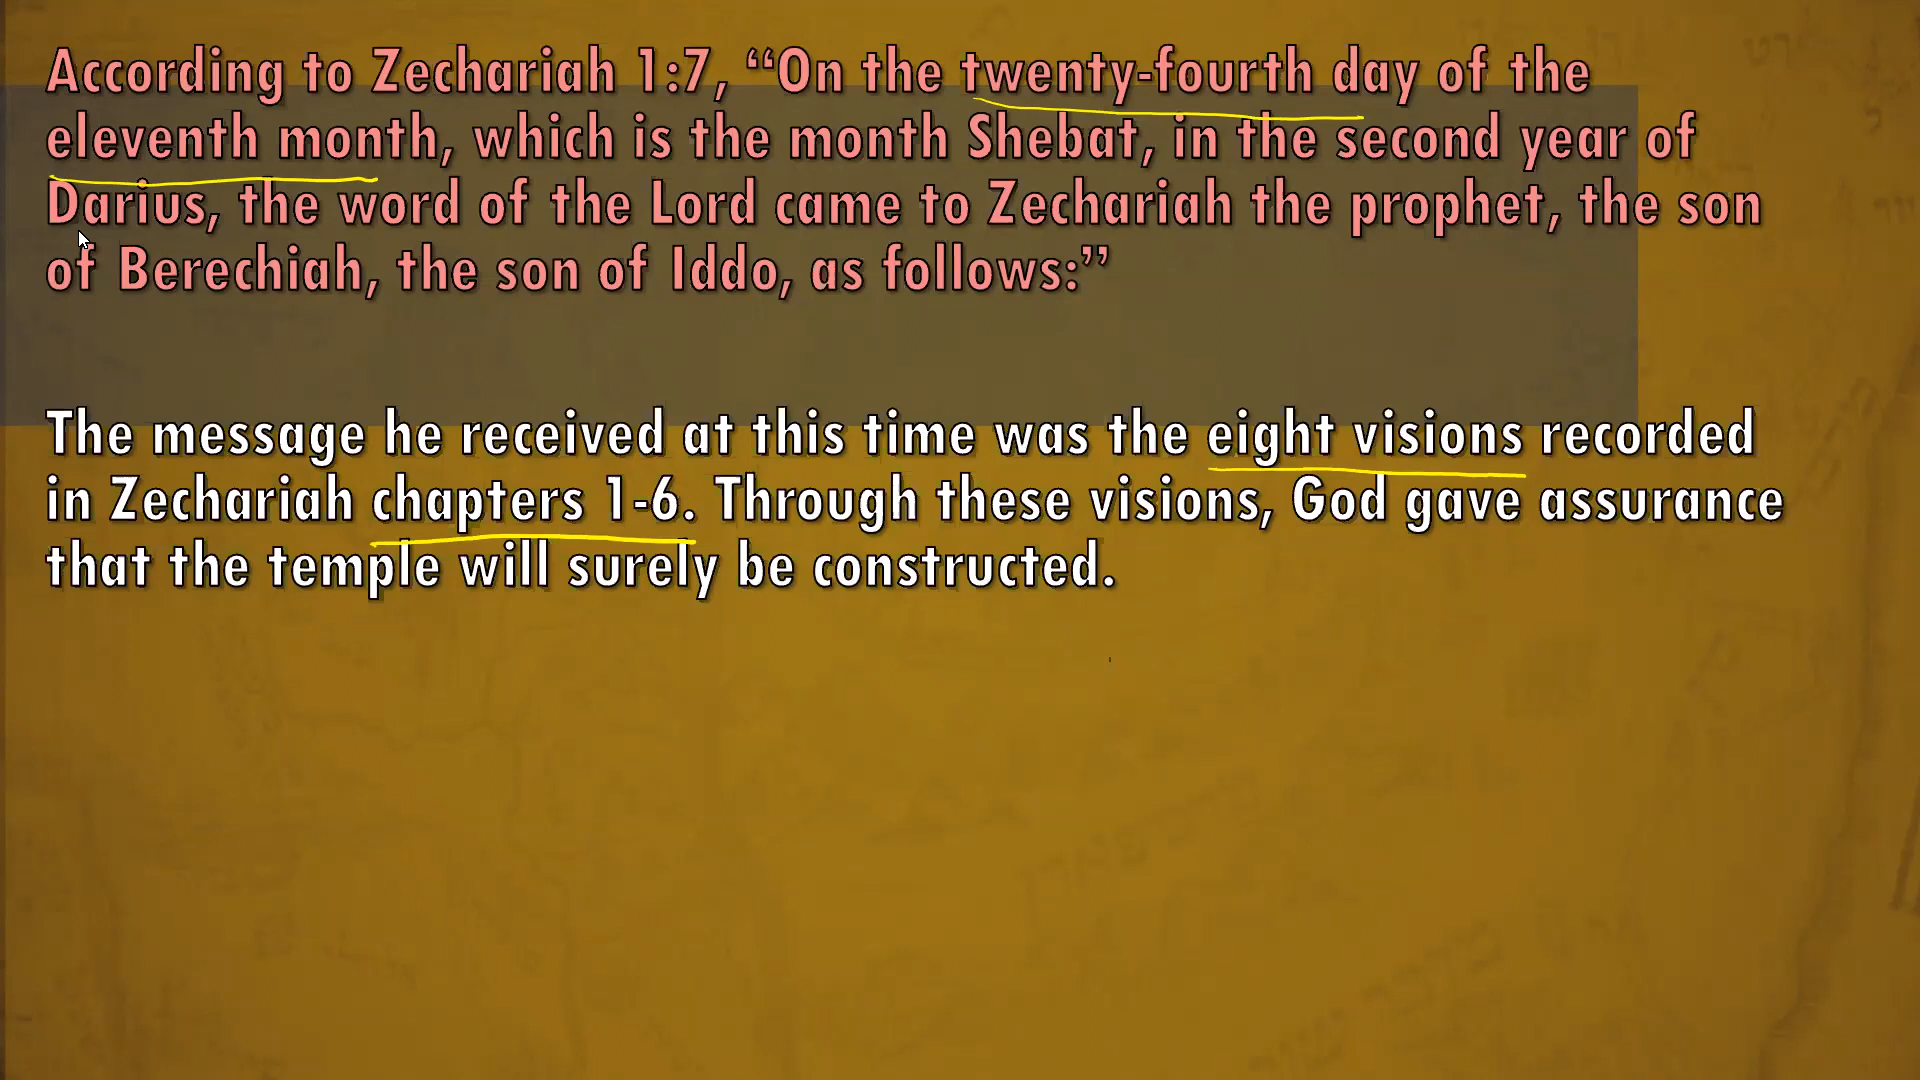 According to Zechariah 1:7, “On the twenty-fourth day of the
eleventh month, which is the month Shebat, in the second year of
Darius, the word of the Lord came to Zechariah the prophet, the son
of Berechiah, the son of Iddo, as follows:”
The message he received at this time was the eight visions recorded
in Zechariah chapters 1-6. Through these visions, God gave assurance
that the temple will surely be constructed.